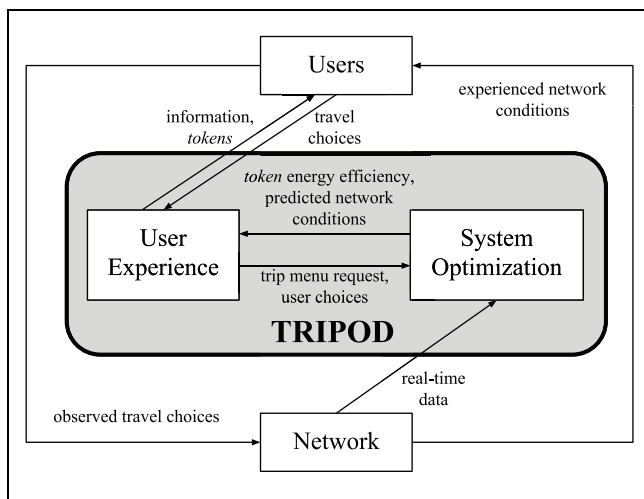 Users
experienced network
conditions
information,
tokens
travel
choices
token energy efficiency,
predicted network
conditions
User
Experience
System
Optimization
trip menu request,
user choices
TRIPOD
real-time
data
observed travel choices
Network